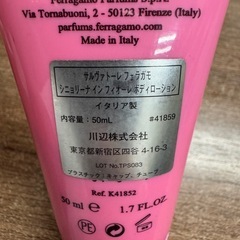 Ferragamo Parfums S.p.A.
Via Tornabuoni, 2 - 50123 Firenze (Italy)
parfums.ferragamo.com
Made in Italy
サルヴァトーレ フェラガモ
シニョリーナ イン フィオーレ ボディローション
イタリア製
内容量：50mL #41859
川辺株式会社
東京都新宿区四谷 4-16-3
LOT No.TPS083
プラスチック：キャップ、チューブ
Ref. K41852
50 ml 1.7 FL.OZ
PE